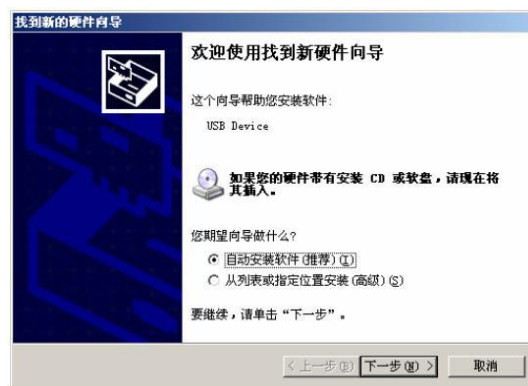 找到新的硬件向导
欢迎使用找到新硬件向导
这个向导帮助您安装软件:
USB Device
如果您的硬件带有安装 CD 或软盘，请现在将
其插入。
您期望向导做什么?
自动安装软件(推荐)(I)
从列表或指定位置安装(高级)(S)
要继续，请单击“下一步”。
< 上一步(B) 下一步(N) > 取消